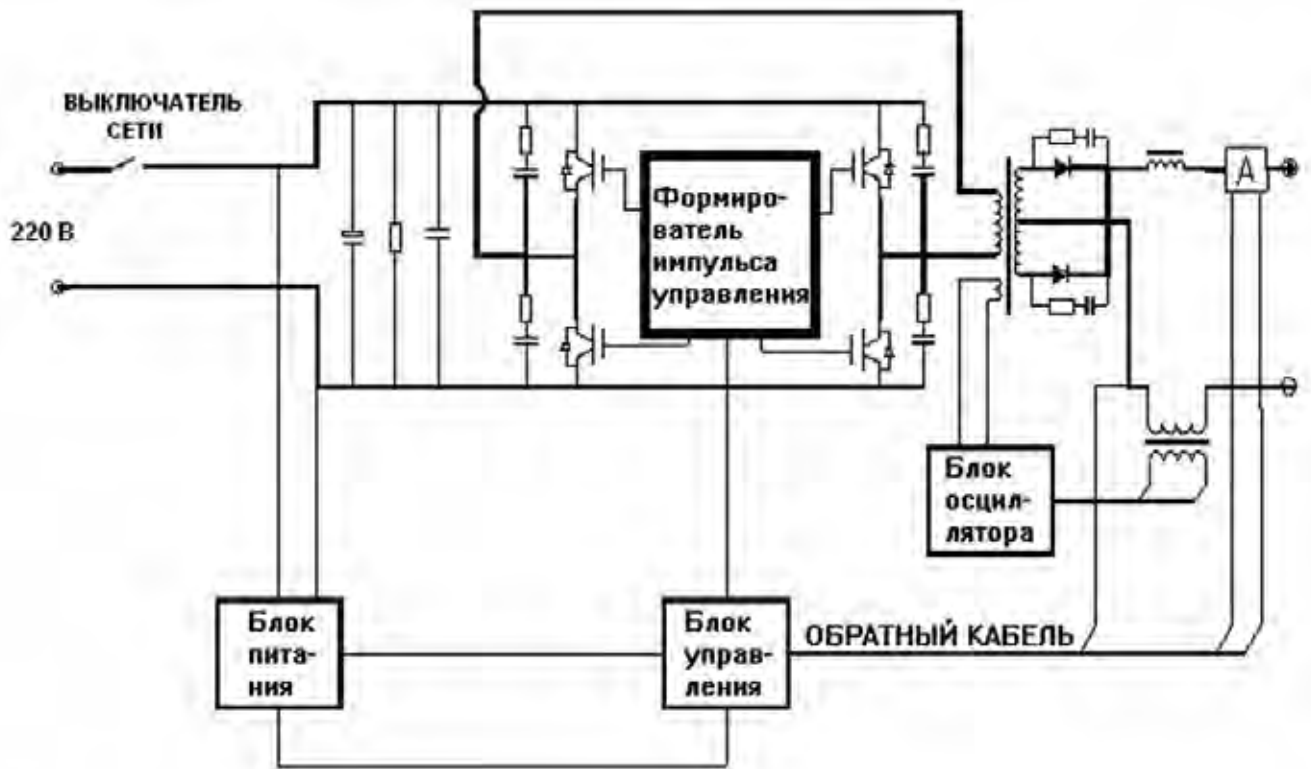 ВЫКЛЮЧАТЕЛЬ
СЕТИ
220 В
Формиро-
ватель
импульса
управления
А
Блок
осцил-
лятора
Блок
пита-
ния
Блок
управ-
ления
ОБРАТНЫЙ КАБЕЛЬ